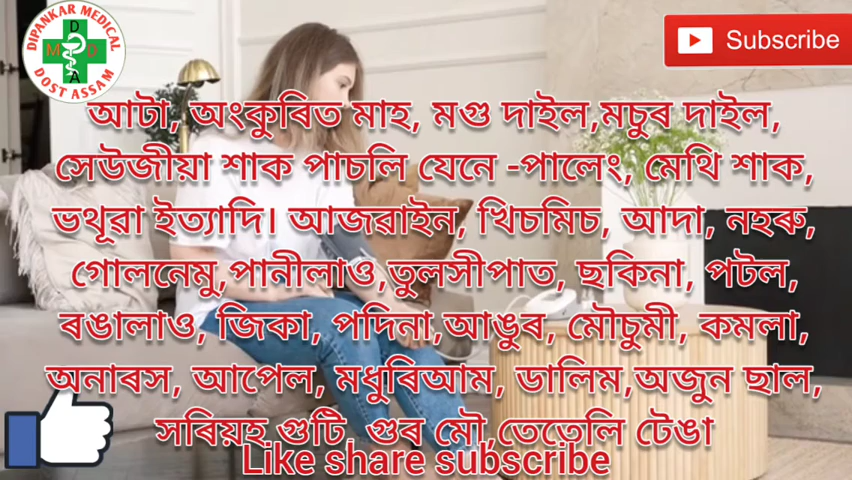 DIPANKAR MEDICAL
DOST ASSAM
D
M D
A
Subscribe
আটা, অংকুৰিত মাহ, মগু দাইল,মচুৰ দাইল,
সেউজীয়া শাক পাচলি যেনে -পালেং, মেথি শাক,
ভথূৱা ইত্যাদি। আজৱাইন, খিচমিচ, আদা, নহৰু,
গোলনেমু,পানীলাও,তুলসীপাত, ছকিনা, পটল,
ৰঙালাও, জিকা, পদিনা,আঙুৰ, মৌচুমী, কমলা,
অনাৰস, আপেল, মধুৰিআম, ডালিম,অজুন ছাল,
সৰিয়হ গুটি, গুৰ মৌ,তেতেলি টেঙা
Like share subscribe